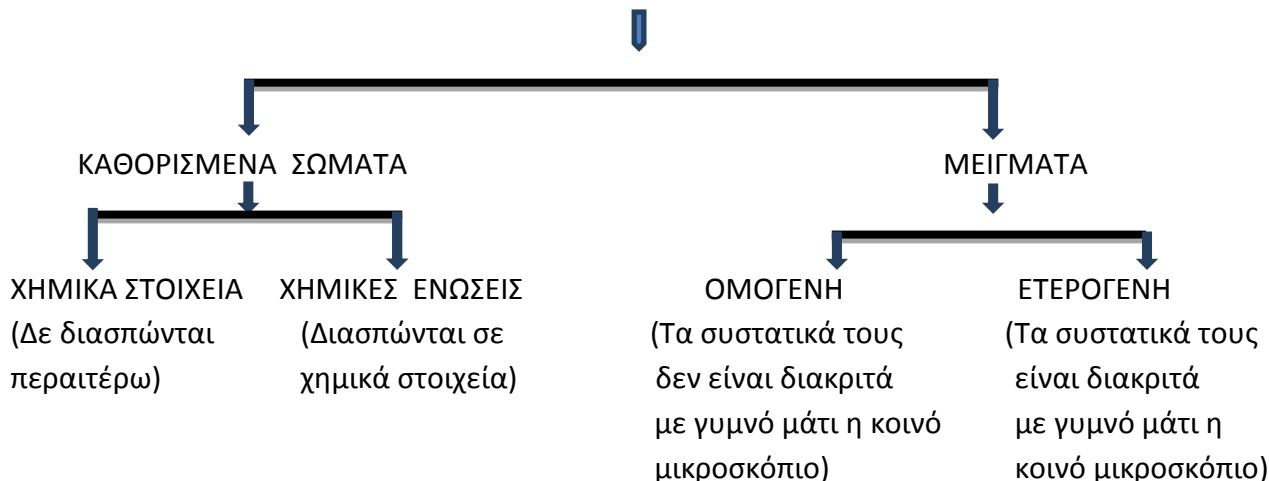 ΚΑΘΟΡΙΣΜΕΝΑ ΣΩΜΑΤΑ
ΜΕΙΓΜΑΤΑ
ΧΗΜΙΚΑ ΣΤΟΙΧΕΙΑ
(Δε διασπώνται
περαιτέρω)
ΧΗΜΙΚΕΣ ΕΝΩΣΕΙΣ
(Διασπώνται σε
χημικά στοιχεία)
ΟΜΟΓΕΝΗ
(Τα συστατικά τους
δεν είναι διακριτά
με γυμνό μάτι η κοινό
μικροσκόπιο)
ΕΤΕΡΟΓΕΝΗ
(Τα συστατικά τους
είναι διακριτά
με γυμνό μάτι η
κοινό μικροσκόπιο)